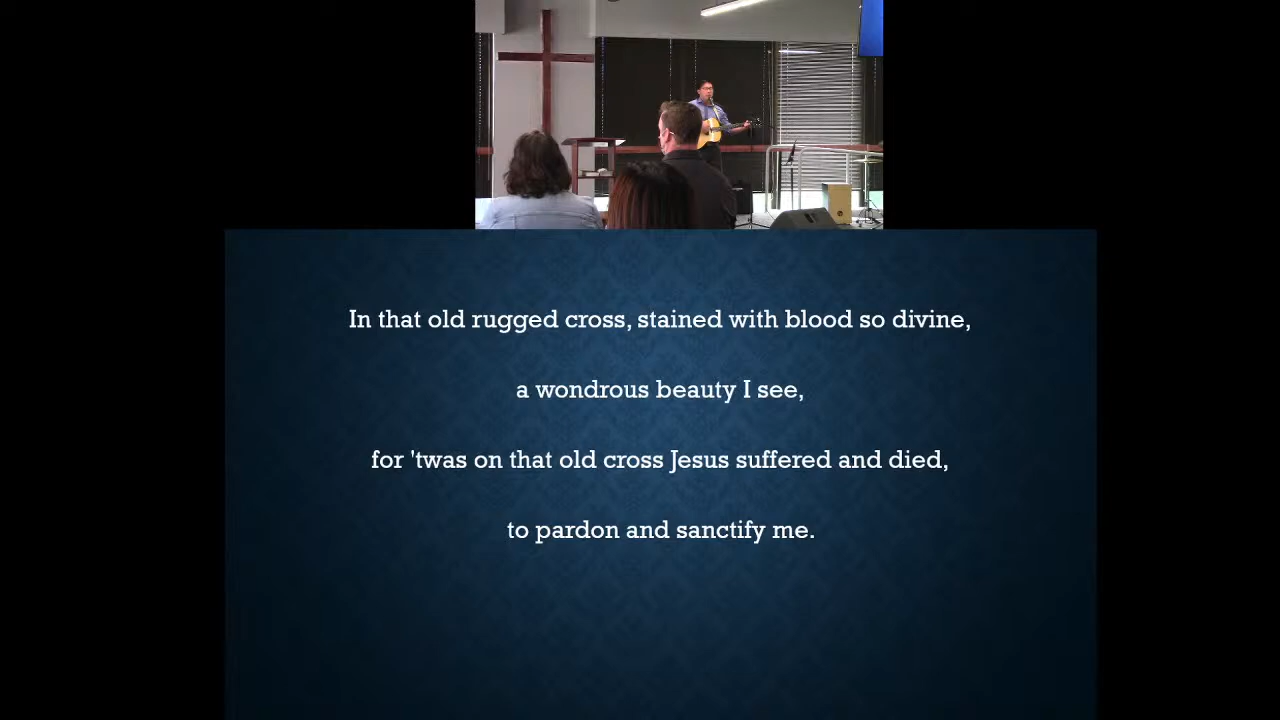 In that old rugged cross, stained with blood so divine,
a wondrous beauty I see,
for 'twas on that old cross Jesus suffered and died,
to pardon and sanctify me.